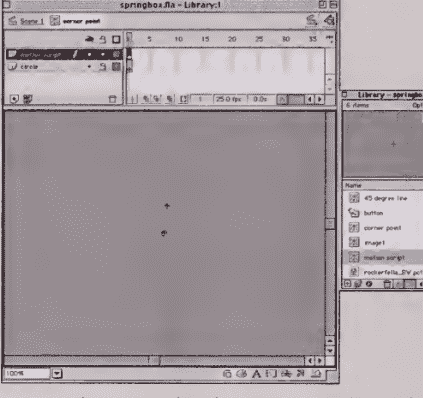 springbox.fla - Library:1
Scene 1 corner point
5 10 15 20 25 30 35
motion script
circle
1 25.0 fps 0.0s
100%
Library - springbo
6 items Opt
Name
45 degree line
button
corner point
image1
motion script